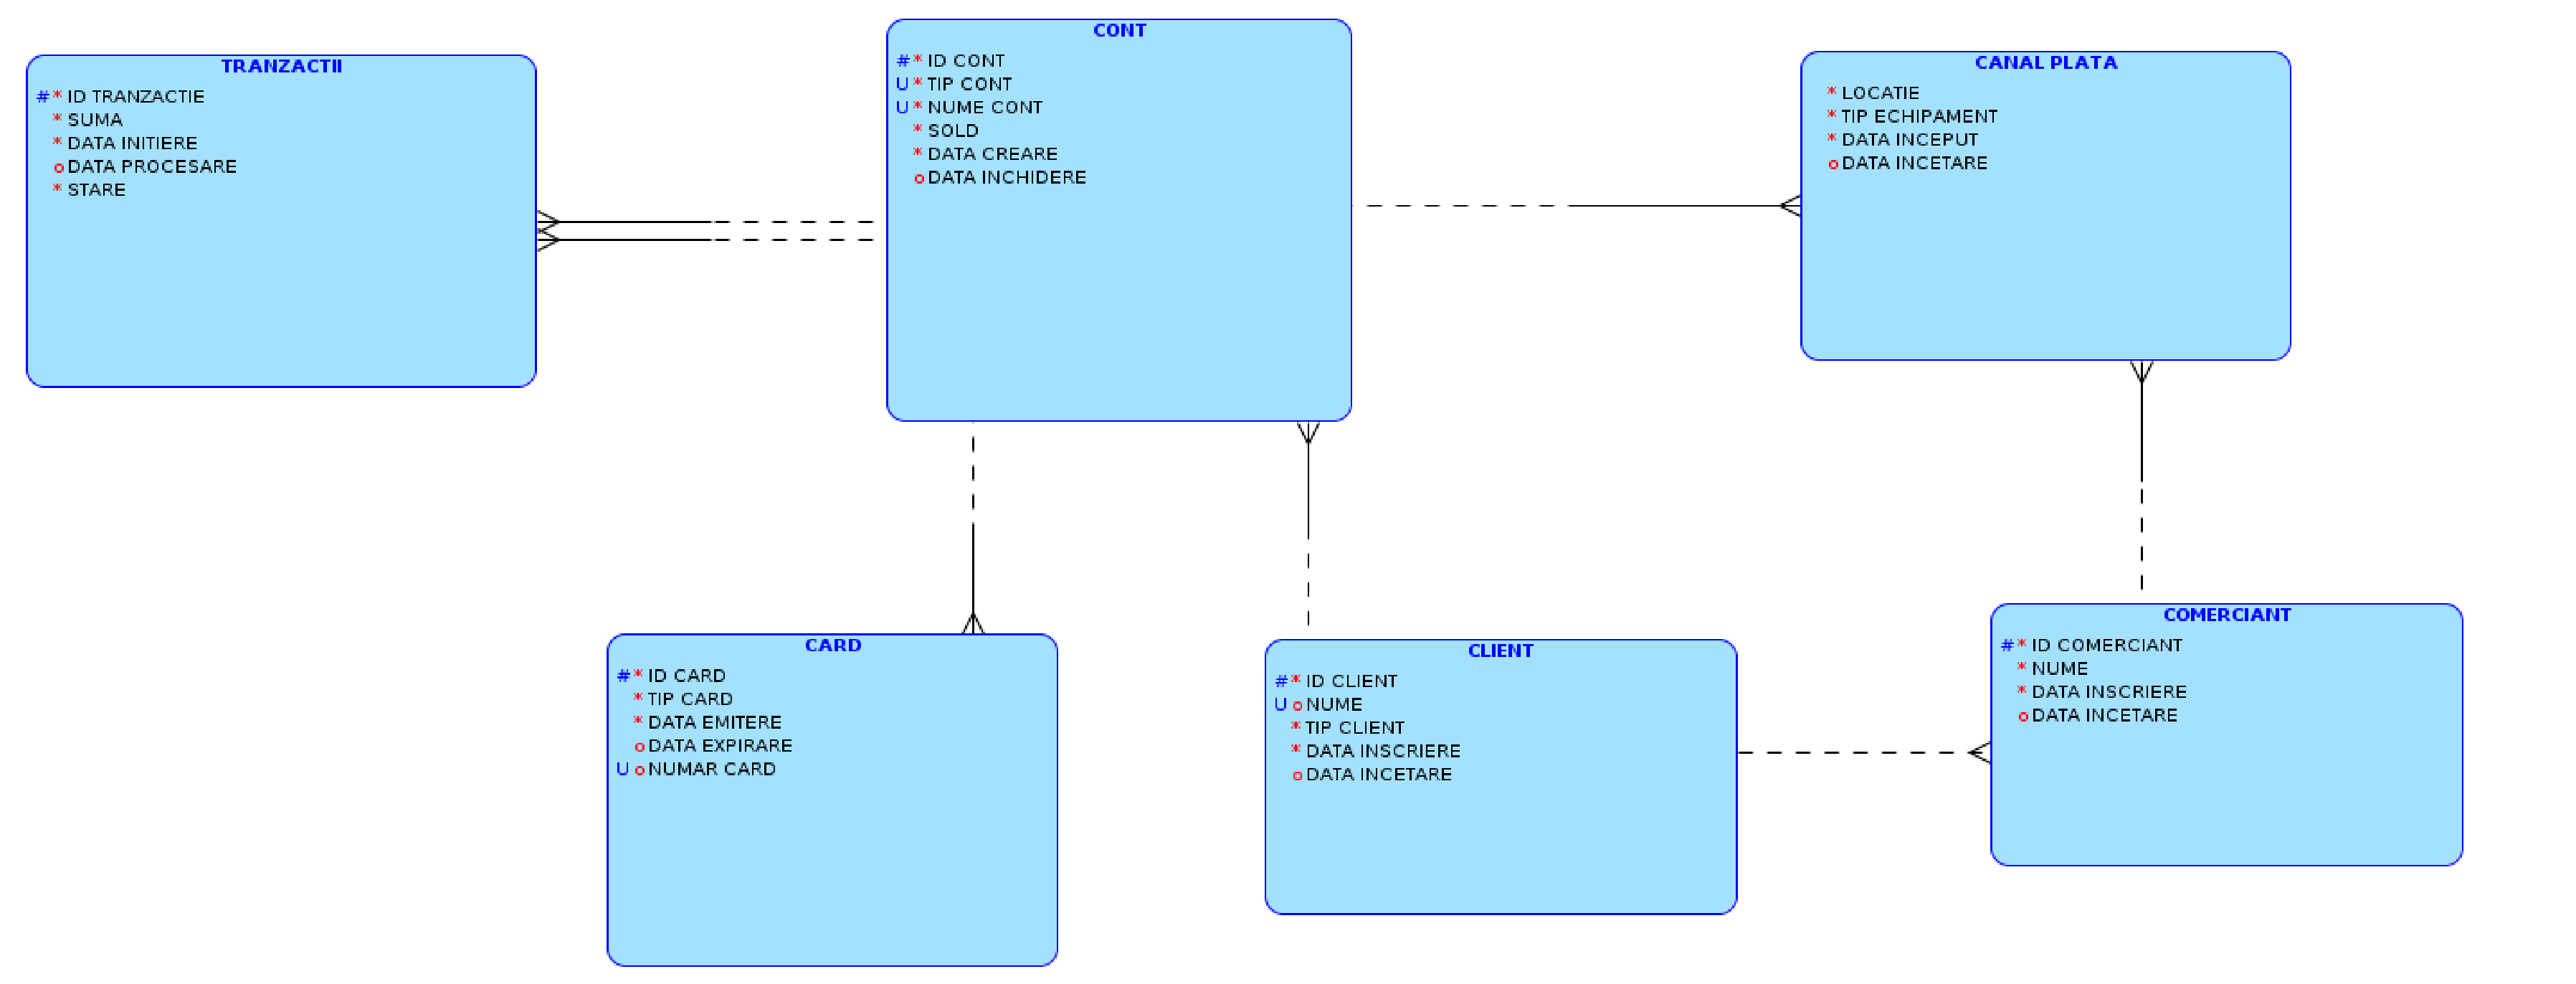 TRANZACTII
#* ID TRANZACTIE
* SUMA
* DATA INITIERE
o DATA PROCESARE
* STARE
CONT
#* ID CONT
U* TIP CONT
U* NUME CONT
* SOLD
* DATA CREARE
o DATA INCHIDERE
CANAL PLATA
* LOCATIE
* TIP ECHIPAMENT
* DATA INCEPUT
o DATA INCETARE
CARD
#* ID CARD
* TIP CARD
* DATA EMITERE
o DATA EXPIRARE
U o NUMAR CARD
CLIENT
#* ID CLIENT
U o NUME
* TIP CLIENT
* DATA INSCRIERE
o DATA INCETARE
COMERCIANT
#* ID COMERCIANT
* NUME
* DATA INSCRIERE
o DATA INCETARE